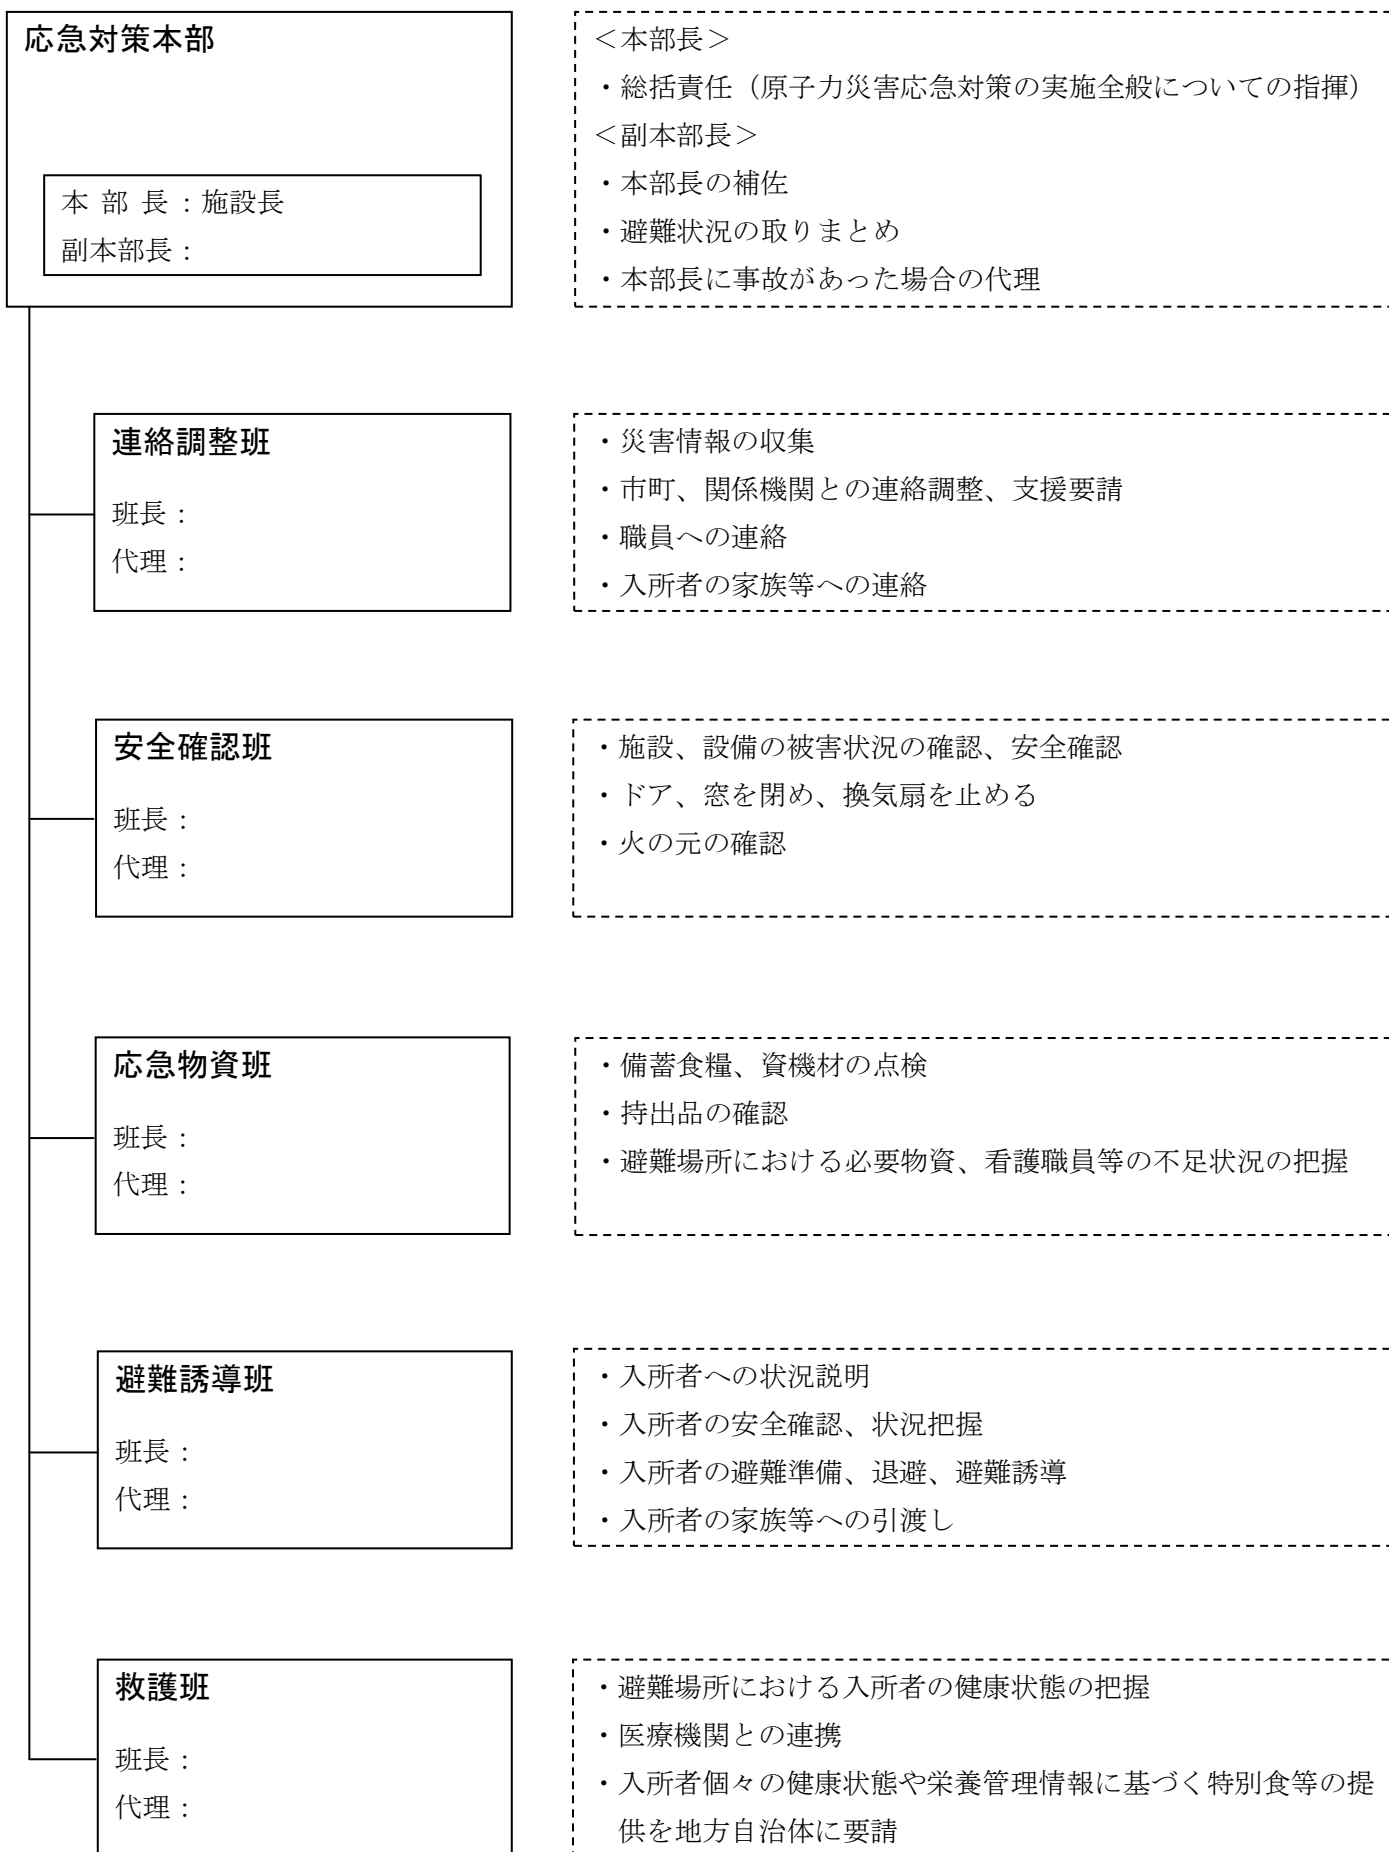 応急対策本部
本 部 長：施設長
副本部長：
＜本部長＞
・総括責任（原子力災害応急対策の実施全般についての指揮）
＜副本部長＞
・本部長の補佐
・避難状況の取りまとめ
・本部長に事故があった場合の代理
連絡調整班
班長：
代理：
・災害情報の収集
・市町、関係機関との連絡調整、支援要請
・職員への連絡
・入所者の家族等への連絡
安全確認班
班長：
代理：
・施設、設備の被害状況の確認、安全確認
・ドア、窓を閉め、換気扇を止める
・火の元の確認
応急物資班
班長：
代理：
・備蓄食糧、資機材の点検
・持出品の確認
・避難場所における必要物資、看護職員等の不足状況の把握
避難誘導班
班長：
代理：
・入所者への状況説明
・入所者の安全確認、状況把握
・入所者の避難準備、退避、避難誘導
・入所者の家族等への引渡し
救護班
班長：
代理：
・避難場所における入所者の健康状態の把握
・医療機関との連携
・入所者個々の健康状態や栄養管理情報に基づく特別食等の提
供を地方自治体に要請